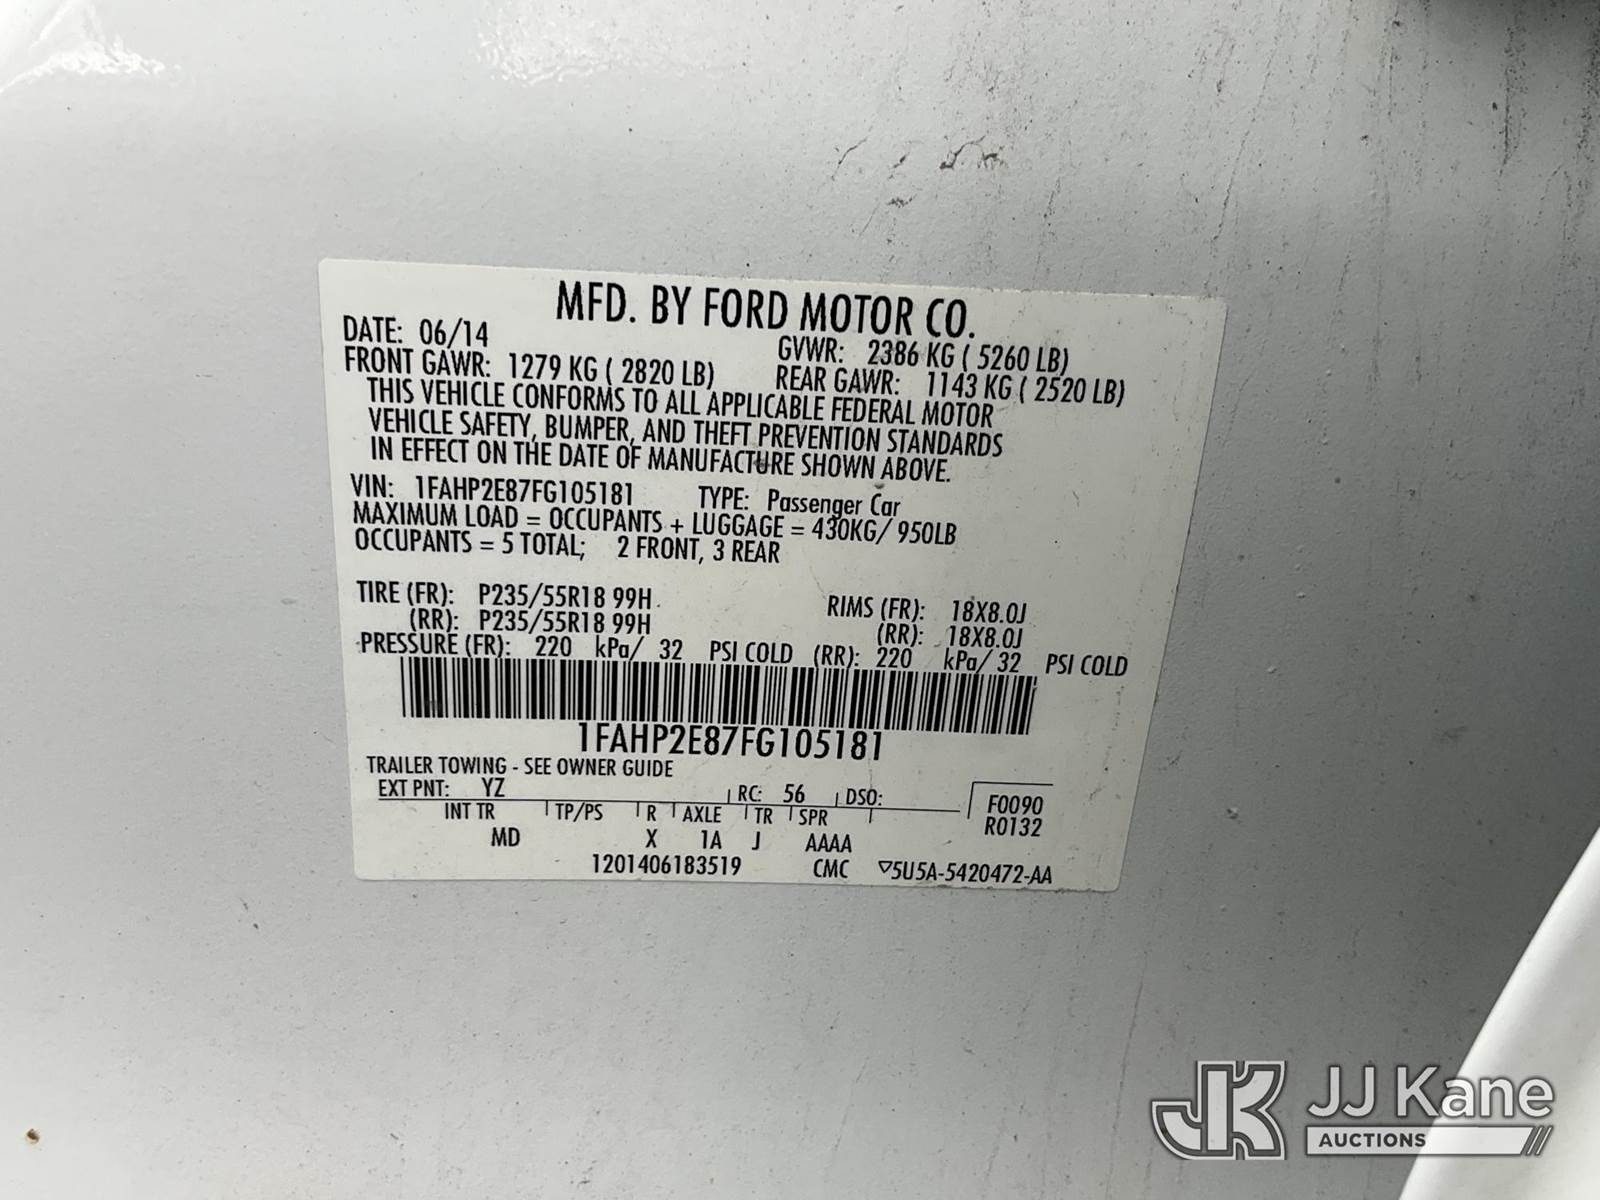 MFD. BY FORD MOTOR CO.
DATE: 06/14
GVWR: 2386 KG ( 5260 LB)
FRONT GAWR: 1279 KG ( 2820 LB)
REAR GAWR: 1143 KG ( 2520 LB)
THIS VEHICLE CONFORMS TO ALL APPLICABLE FEDERAL MOTOR
VEHICLE SAFETY, BUMPER, AND THEFT PREVENTION STANDARDS
IN EFFECT ON THE DATE OF MANUFACTURE SHOWN ABOVE.
VIN: 1FAHP2E87FG105181 TYPE: Passenger Car
MAXIMUM LOAD = OCCUPANTS + LUGGAGE = 430KG/ 950LB
OCCUPANTS = 5 TOTAL; 2 FRONT, 3 REAR
TIRE (FR): P235/55R18 99H RIMS (FR): 18X8.0J
(RR): P235/55R18 99H (RR): 18X8.0J
PRESSURE (FR): 220 kPa/ 32 PSI COLD (RR): 220 kPa/ 32 PSI COLD
1FAHP2E87FG105181
TRAILER TOWING - SEE OWNER GUIDE
EXT PNT: YZ RC: 56 DSO: F0090
INT TR TP/PS R AXLE TR SPR R0132
MD X 1A J AAAA
1201406183519 CMC ▽5U5A-5420472-AA
JK JJ Kane
AUCTIONS